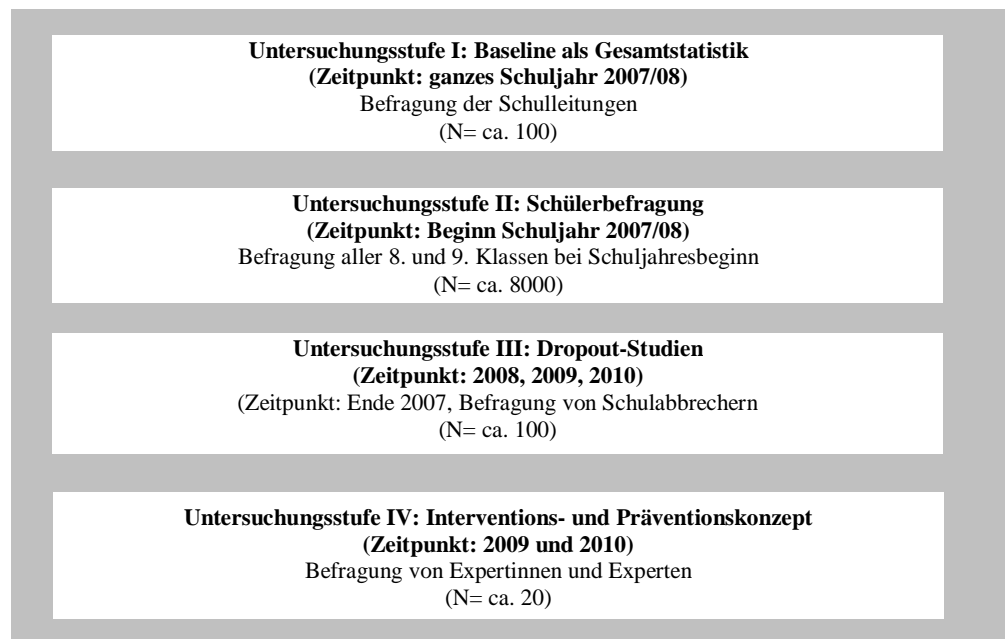 Untersuchungsstufe I: Baseline als Gesamtstatistik
(Zeitpunkt: ganzes Schuljahr 2007/08)
Befragung der Schulleitungen
(N= ca. 100)
Untersuchungsstufe II: Schülerbefragung
(Zeitpunkt: Beginn Schuljahr 2007/08)
Befragung aller 8. und 9. Klassen bei Schuljahresbeginn
(N= ca. 8000)
Untersuchungsstufe III: Dropout-Studien
(Zeitpunkt: 2008, 2009, 2010)
(Zeitpunkt: Ende 2007, Befragung von Schulabbrechern
(N= ca. 100)
Untersuchungsstufe IV: Interventions- und Präventionskonzept
(Zeitpunkt: 2009 und 2010)
Befragung von Expertinnen und Experten
(N= ca. 20)